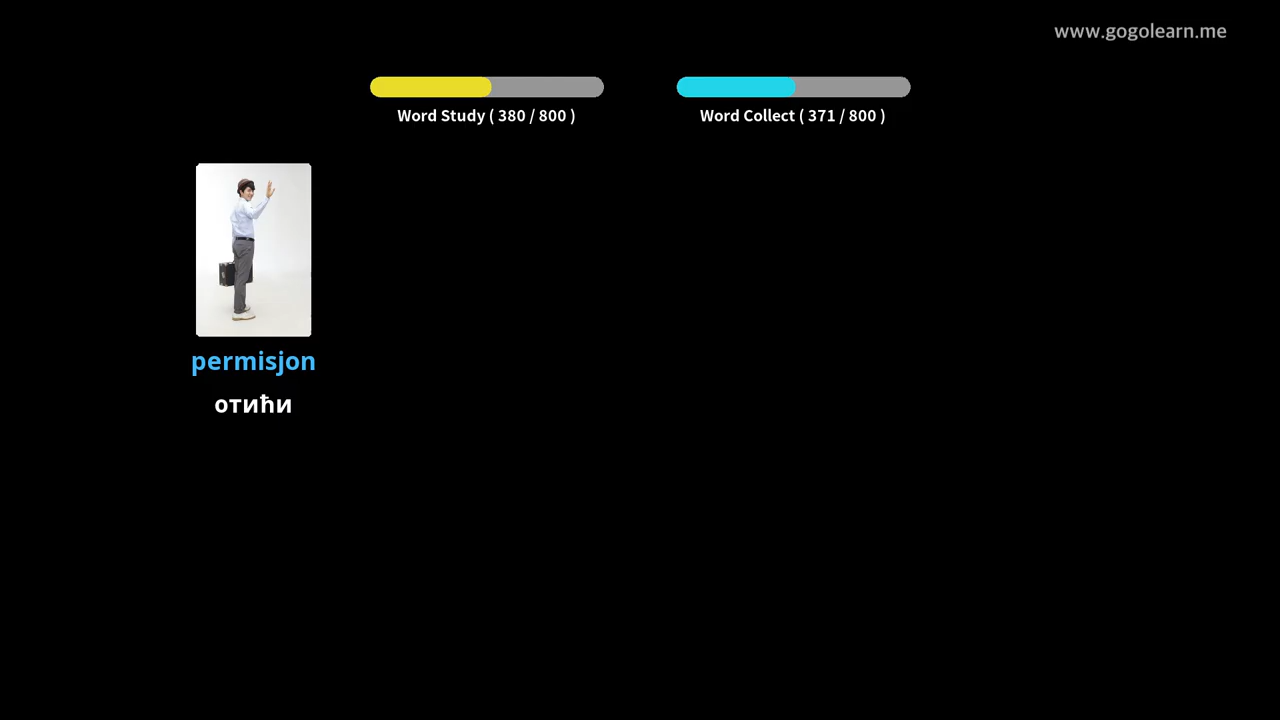 www.gogolearn.me
Word Study ( 380 / 800 )
Word Collect ( 371 / 800 )
permisjon
отићи